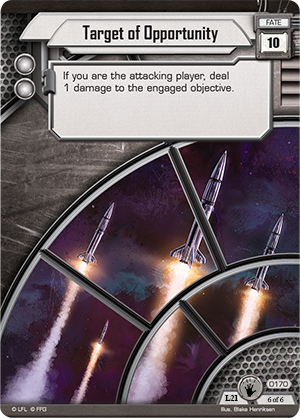 Target of Opportunity
FATE
10
If you are the attacking player, deal
1 damage to the engaged objective.
0170
L21
6 of 6
© LFL © FFG
Illus. Blake Henriksen